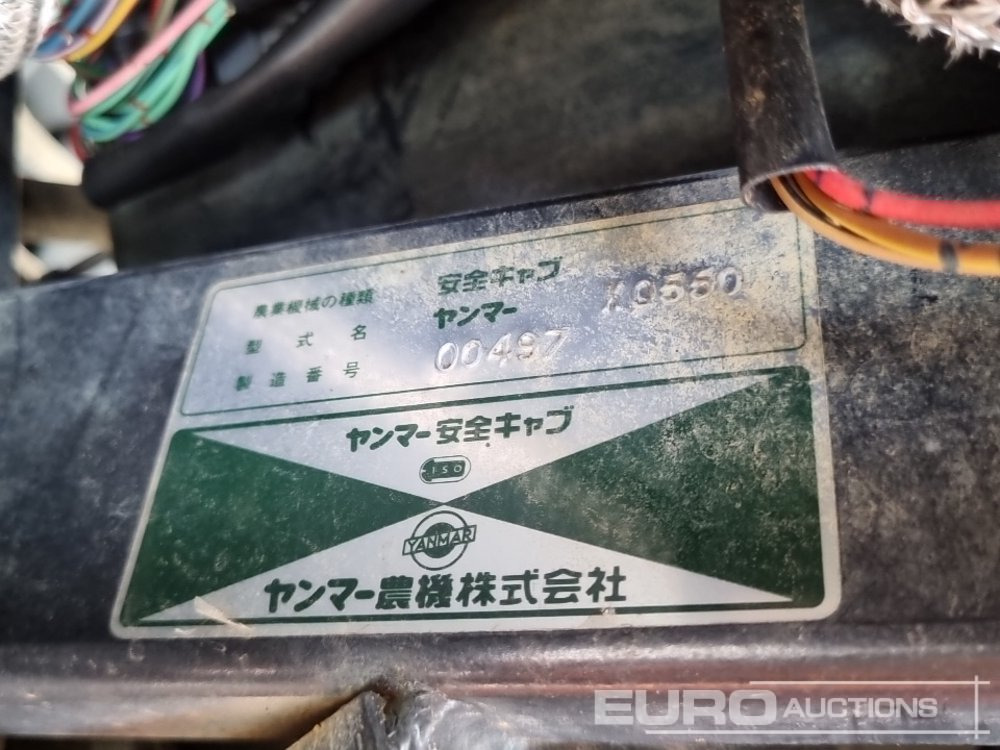 農業機械の種類 安全キャブ
型式名 ヤンマー X9550
製造番号 00497
ヤンマー安全キャブ
ISO
YANMAR
ヤンマー農機株式会社
EURO AUCTIONS